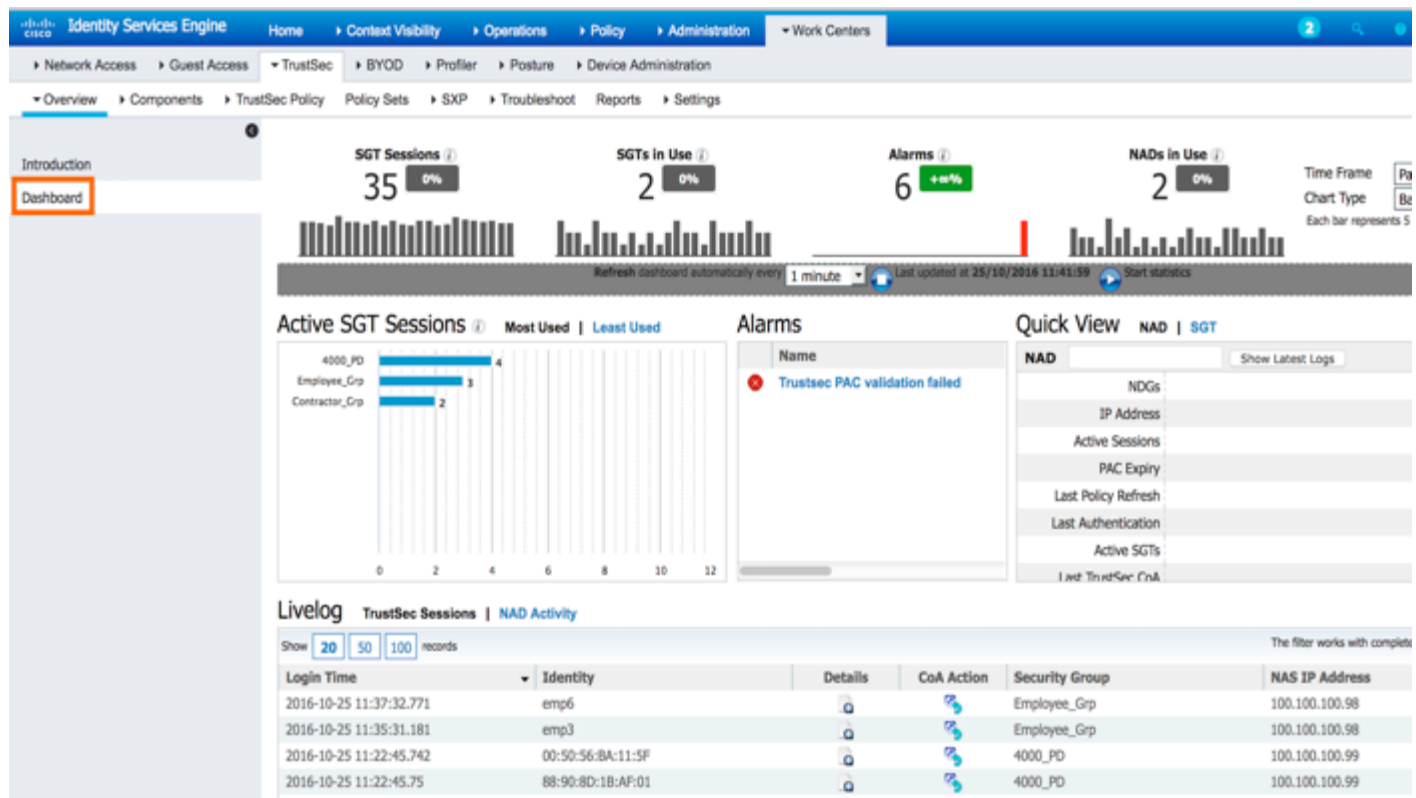 cisco Identity Services Engine Home Context Visibility Operations Policy Administration Work Centers 2
Network Access Guest Access TrustSec BYOD Profiler Posture Device Administration
Overview Components TrustSec Policy Policy Sets SXP Troubleshoot Reports Settings
Introduction
Dashboard
SGT Sessions
35 0%
SGTs in Use
2 0%
Alarms
6 +∞%
NADs in Use
2 0%
Time Frame Pa
Chart Type Ba
Each bar represents 5
Refresh dashboard automatically every 1 minute Last updated at 25/10/2016 11:41:59 Start statistics
Active SGT Sessions Most Used | Least Used
4000_PD 4
Employee_Grp 3
Contractor_Grp 2
0 2 4 6 8 10 12
Alarms
Name
Trustsec PAC validation failed
Quick View NAD | SGT
NAD Show Latest Logs
NDGs
IP Address
Active Sessions
PAC Expiry
Last Policy Refresh
Last Authentication
Active SGTs
Last TrustSec CoA
Livelog TrustSec Sessions | NAD Activity
Show 20 50 100 records The filter works with complete
Login Time Identity Details CoA Action Security Group NAS IP Address
2016-10-25 11:37:32.771 emp6 Employee_Grp 100.100.100.98
2016-10-25 11:35:31.181 emp3 Employee_Grp 100.100.100.98
2016-10-25 11:22:45.742 00:50:56:BA:11:5F 4000_PD 100.100.100.99
2016-10-25 11:22:45.75 88:90:8D:1B:AF:01 4000_PD 100.100.100.99